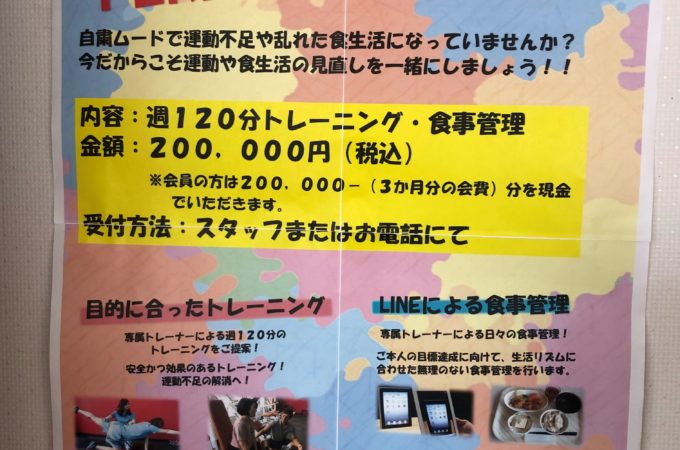 自粛ムードで運動不足や乱れた食生活になっていませんか？
今だからこそ運動や食生活の見直しを一緒にしましょう！！
内容：週１２０分トレーニング・食事管理
金額：２００，０００円（税込）
※会員の方は２００，０００－（３か月分の会費）分を現金
でいただきます。
受付方法：スタッフまたはお電話にて
目的に合ったトレーニング
専属トレーナーによる週１２０分の
トレーニングをご提案！
安全かつ効果のあるトレーニング！
運動不足の解消へ！
LINEによる食事管理
専属トレーナーによる日々の食事管理！
ご本人の目標達成に向けて、生活リズムに
合わせた無理のない食事管理を行います。